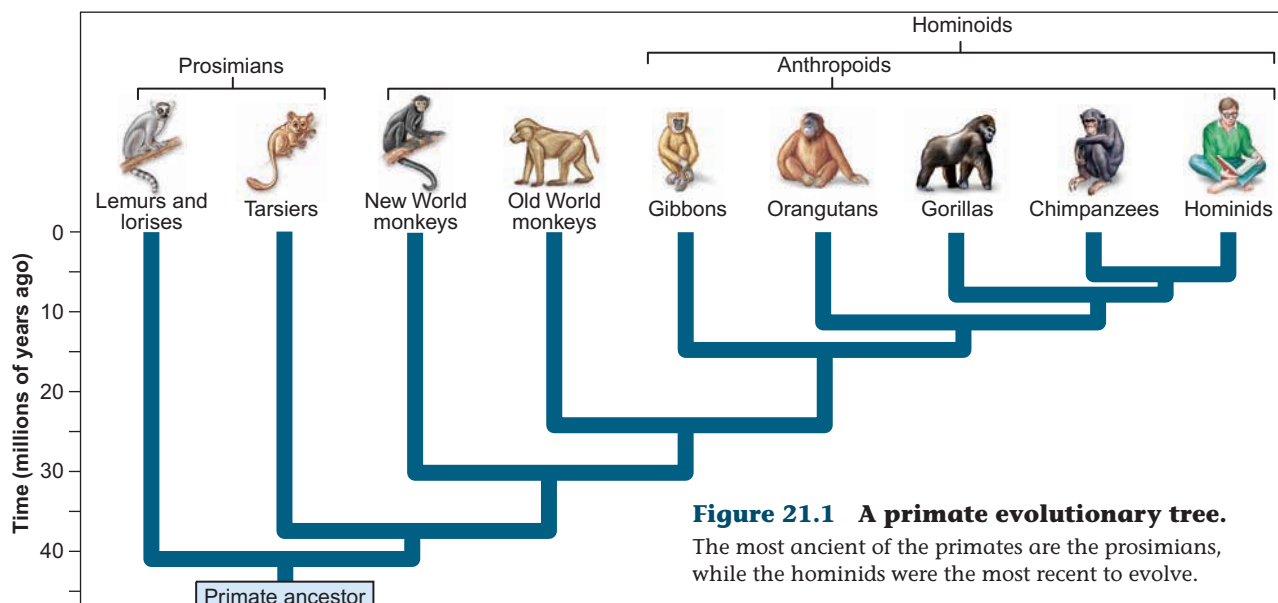 Hominoids
Prosimians
Anthropoids
Lemurs and
lorises
Tarsiers
New World
monkeys
Old World
monkeys
Gibbons
Orangutans
Gorillas
Chimpanzees
Hominids
Time (millions of years ago)
0
10
20
30
40
Primate ancestor
Figure 21.1 A primate evolutionary tree.
The most ancient of the primates are the prosimians,
while the hominids were the most recent to evolve.